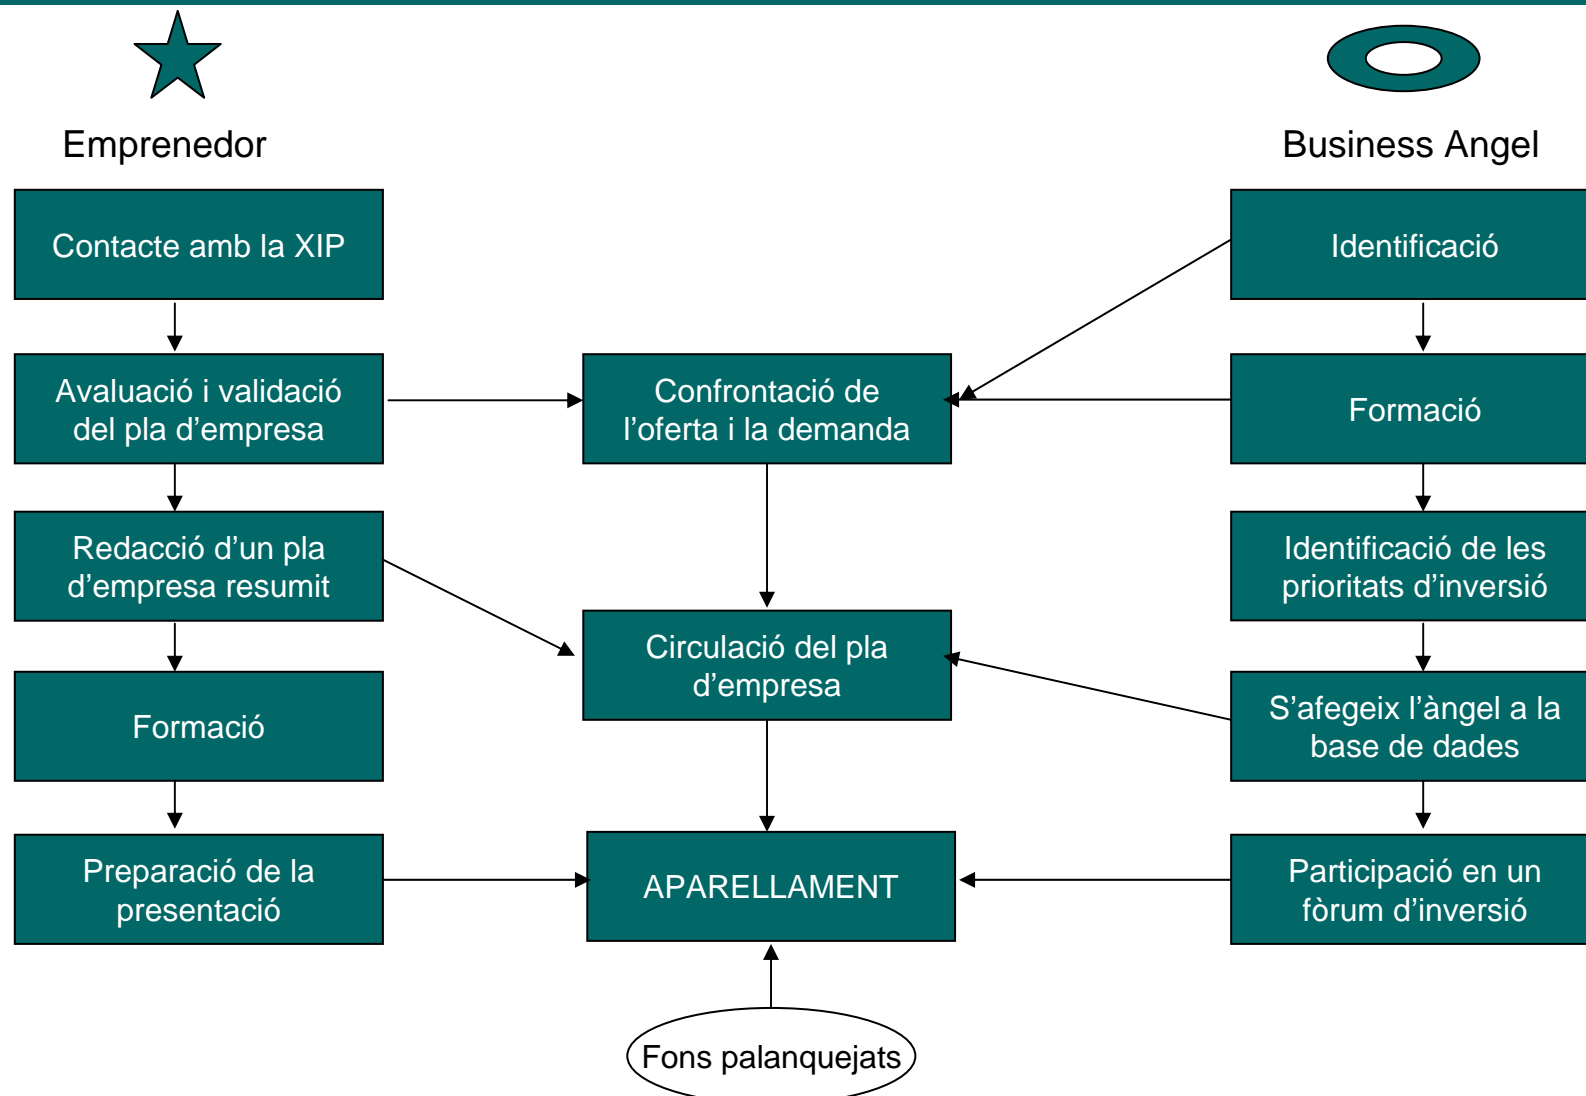 Emprenedor
Business Angel
Contacte amb la XIP
Identificació
Avaluació i validació
del pla d’empresa
Confrontació de
l’oferta i la demanda
Formació
Redacció d’un pla
d’empresa resumit
Identificació de les
prioritats d’inversió
Circulació del pla
d’empresa
Formació
S’afegeix l’àngel a la
base de dades
Preparació de la
presentació
APARELLAMENT
Participació en un
fòrum d’inversió
Fons palanquejats